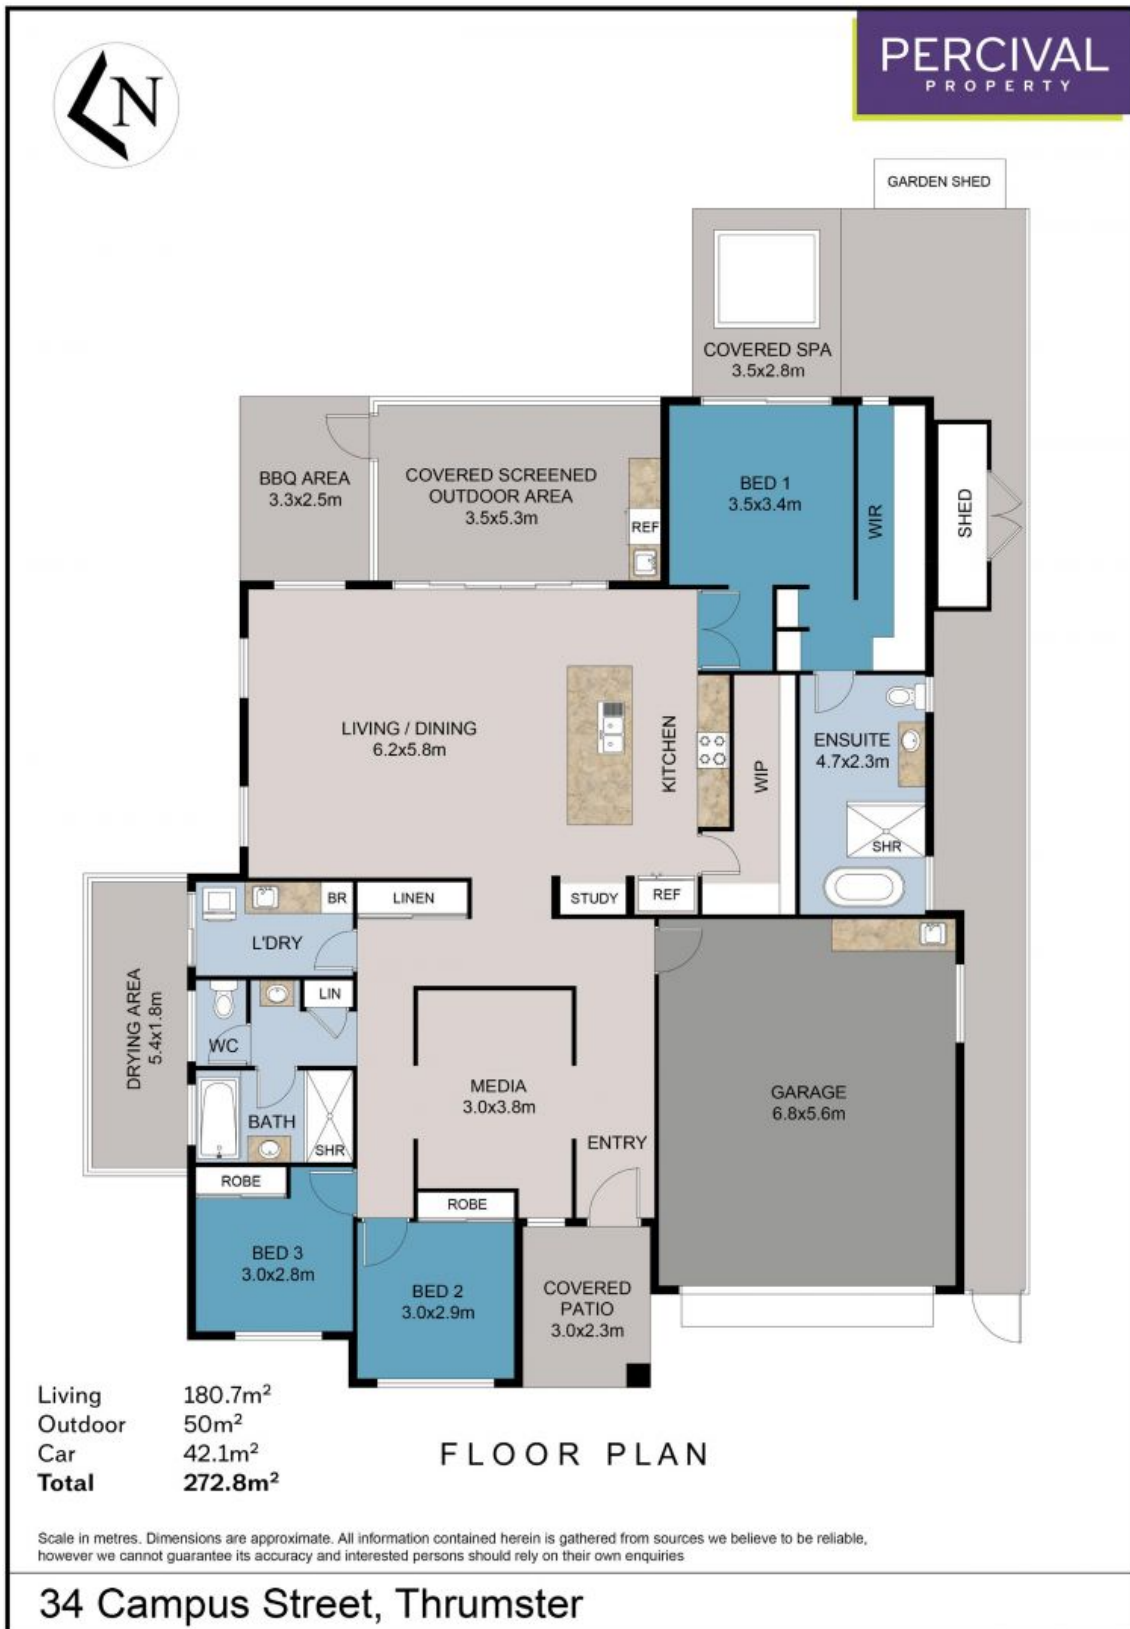 N
PERCIVAL
PROPERTY
GARDEN SHED
COVERED SPA
3.5x2.8m
BBQ AREA
3.3x2.5m
COVERED SCREENED
OUTDOOR AREA
3.5x5.3m
REF
BED 1
3.5x3.4m
WIR
SHED
LIVING / DINING
6.2x5.8m
KITCHEN
WIP
ENSUITE
4.7x2.3m
SHR
STUDY
REF
LINEN
BR
L'DRY
LIN
WC
DRYING AREA
5.4x1.8m
BATH
SHR
MEDIA
3.0x3.8m
ENTRY
GARAGE
6.8x5.6m
ROBE
ROBE
BED 3
3.0x2.8m
BED 2
3.0x2.9m
COVERED
PATIO
3.0x2.3m
Living 180.7m²
Outdoor 50m²
Car 42.1m²
Total 272.8m²
FLOOR PLAN
Scale in metres. Dimensions are approximate. All information contained herein is gathered from sources we believe to be reliable,
however we cannot guarantee its accuracy and interested persons should rely on their own enquiries
34 Campus Street, Thrumster